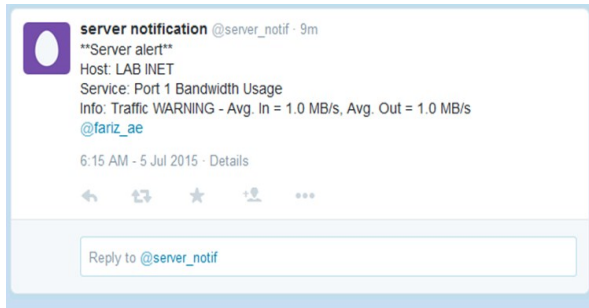 server notification @server_notif · 9m
**Server alert**
Host: LAB INET
Service: Port 1 Bandwidth Usage
Info: Traffic WARNING - Avg. In = 1.0 MB/s, Avg. Out = 1.0 MB/s
@fariz_ae
6:15 AM - 5 Jul 2015 · Details
Reply to @server_notif